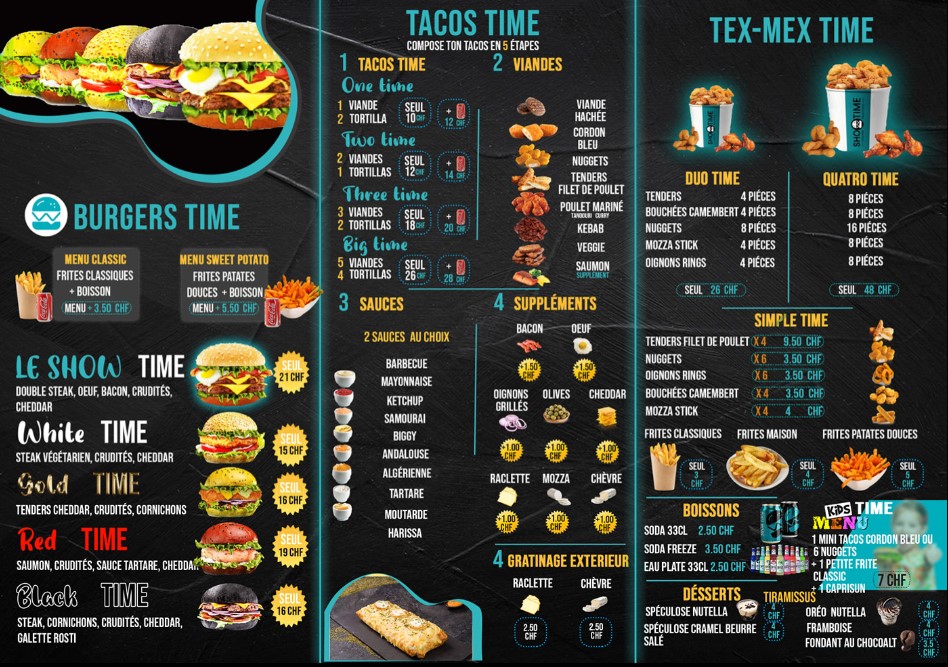 BURGERS TIME
MENU CLASSIC
FRITES CLASSIQUES
+ BOISSON
MENU + 3.50 CHF
MENU SWEET POTATO
FRITES PATATES
DOUCES + BOISSON
MENU + 5.50 CHF
LE SHOW TIME
SEUL
21 CHF
DOUBLE STEAK, OEUF, BACON, CRUDITÉS,
CHEDDAR
White TIME
SEUL
15 CHF
STEAK VÉGÉTARIEN, CRUDITÉS, CHEDDAR
Gold TIME
SEUL
16 CHF
TENDERS CHEDDAR, CRUDITÉS, CORNICHONS
Red TIME
SEUL
19 CHF
SAUMON, CRUDITÉS, SAUCE TARTARE, CHEDDAR
Black TIME
SEUL
16 CHF
STEAK, CORNICHONS, CRUDITÉS, CHEDDAR,
GALETTE ROSTI
TACOS TIME
COMPOSE TON TACOS EN 5 ÉTAPES
1 TACOS TIME
One time
1 VIANDE
2 TORTILLA
SEUL
10 CHF
+
12 CHF
Two time
2 VIANDES
1 TORTILLAS
SEUL
12 CHF
+
14 CHF
Three time
3 VIANDES
2 TORTILLAS
SEUL
18 CHF
+
20 CHF
Big time
5 VIANDES
4 TORTILLAS
SEUL
26 CHF
+
28 CHF
2 VIANDES
VIANDE
HACHÉE
CORDON
BLEU
NUGGETS
TENDERS
FILET DE POULET
POULET MARINÉ
TANDOURI CURRY
KEBAB
VEGGIE
SAUMON
SUPPLÉMENT
3 SAUCES
2 SAUCES AU CHOIX
BARBECUE
MAYONNAISE
KETCHUP
SAMOURAI
BIGGY
ANDALOUSE
ALGÉRIENNE
TARTARE
MOUTARDE
HARISSA
4 SUPPLÉMENTS
BACON OEUF
+1.50 CHF +1.50 CHF
OIGNONS
GRILLÉS
OLIVES CHEDDAR
+1.00 CHF +1.00 CHF +1.00 CHF
RACLETTE MOZZA CHÈVRE
+1.00 CHF +1.00 CHF +1.00 CHF
4 GRATINAGE EXTERIEUR
RACLETTE CHÈVRE
2.50 CHF 2.50 CHF
TEX-MEX TIME
SHOWTIME
DUO TIME
TENDERS 4 PIÉCES
BOUCHÉES CAMEMBERT 4 PIÉCES
NUGGETS 8 PIÉCES
MOZZA STICK 4 PIÉCES
OIGNONS RINGS 4 PIÉCES
SEUL 26 CHF
QUATRO TIME
8 PIÉCES
8 PIÉCES
16 PIÉCES
8 PIÉCES
8 PIÉCES
SEUL 48 CHF
SIMPLE TIME
TENDERS FILET DE POULET X 4 9.50 CHF
NUGGETS X 6 3.50 CHF
OIGNONS RINGS X 6 3.50 CHF
BOUCHÉES CAMEMBERT X 4 3.50 CHF
MOZZA STICK X 4 4 CHF
FRITES CLASSIQUES FRITES MAISON FRITES PATATES DOUCES
SEUL
3
CHF
SEUL
4
CHF
SEUL
5
CHF
BOISSONS
SODA 33CL 2.50 CHF
SODA FREEZE 3.50 CHF
EAU PLATE 33CL 2.50 CHF
KIDS TIME
MENU
1 MINI TACOS CORDON BLEU OU
6 NUGGETS
+ 1 PETITE FRITE
CLASSIC
+ 1 CAPRISUN
7 CHF
DÉSSERTS
TIRAMISSUS
SPÉCULOSE NUTELLA
SPÉCULOSE CRAMEL BEURRE
SALÉ
4
CHF
4
CHF
ORÉO NUTELLA
FRAMBOISE
FONDANT AU CHOCOALT
4
CHF
4
CHF
3.5
CHF